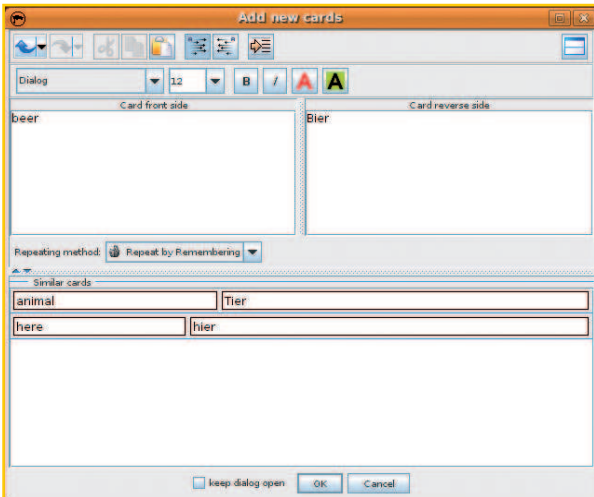 Add new cards
Dialog 12 B I A A
Card front side Card reverse side
beer Bier
Repeating method: Repeat by Remembering
Similar cards
animal Tier
here hier
keep dialog open OK Cancel